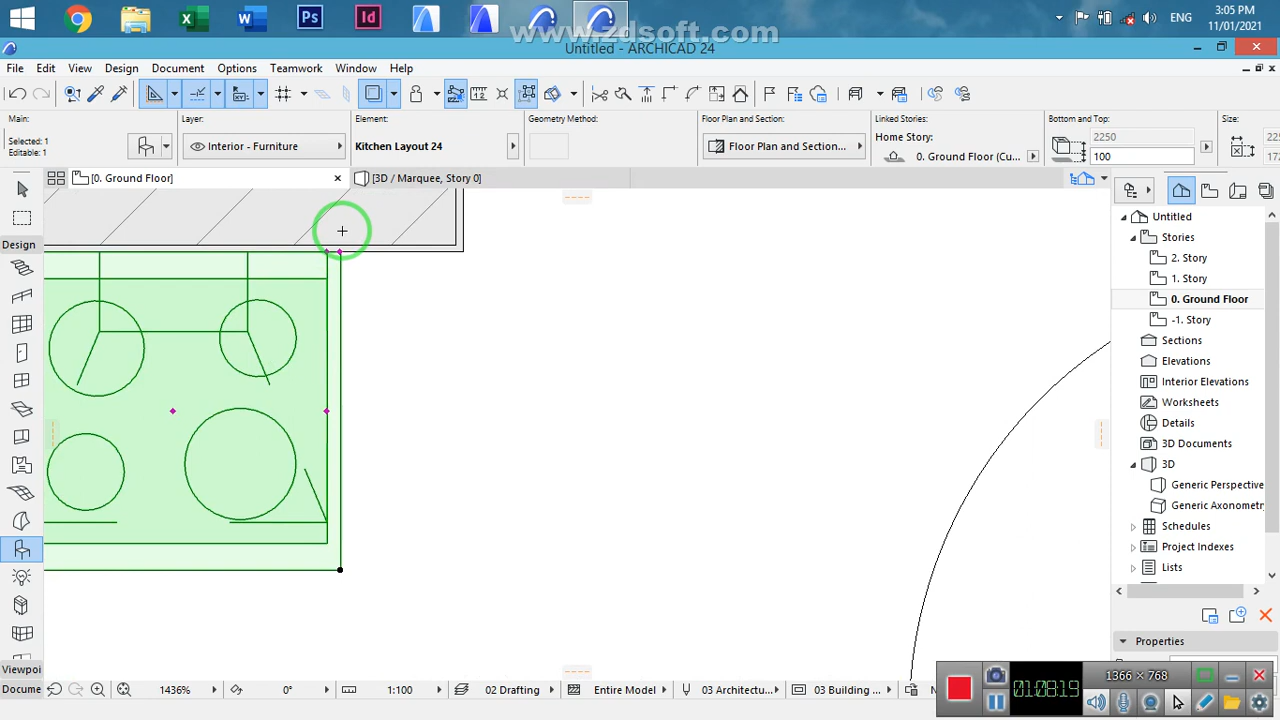 www.zdsoft.com
ENG
3:05 PM
11/01/2021
Untitled - ARCHICAD 24
File Edit View Design Document Options Teamwork Window Help
Main:
Selected: 1
Editable: 1
Layer:
Interior - Furniture
Element:
Kitchen Layout 24
Geometry Method:
Floor Plan and Section:
Floor Plan and Section...
Linked Stories:
Home Story:
0. Ground Floor (Cu...
Bottom and Top:
2250
100
Size:
[0. Ground Floor]
[3D / Marquee, Story 0]
Design
Viewpoi
Docume
Untitled
Stories
2. Story
1. Story
0. Ground Floor
-1. Story
Sections
Elevations
Interior Elevations
Worksheets
Details
3D Documents
3D
Generic Perspective
Generic Axonometr
Schedules
Project Indexes
Lists
Properties
1436%
0°
1:100
02 Drafting
Entire Model
03 Architectu...
03 Building ...
1366 × 768
01:08:19